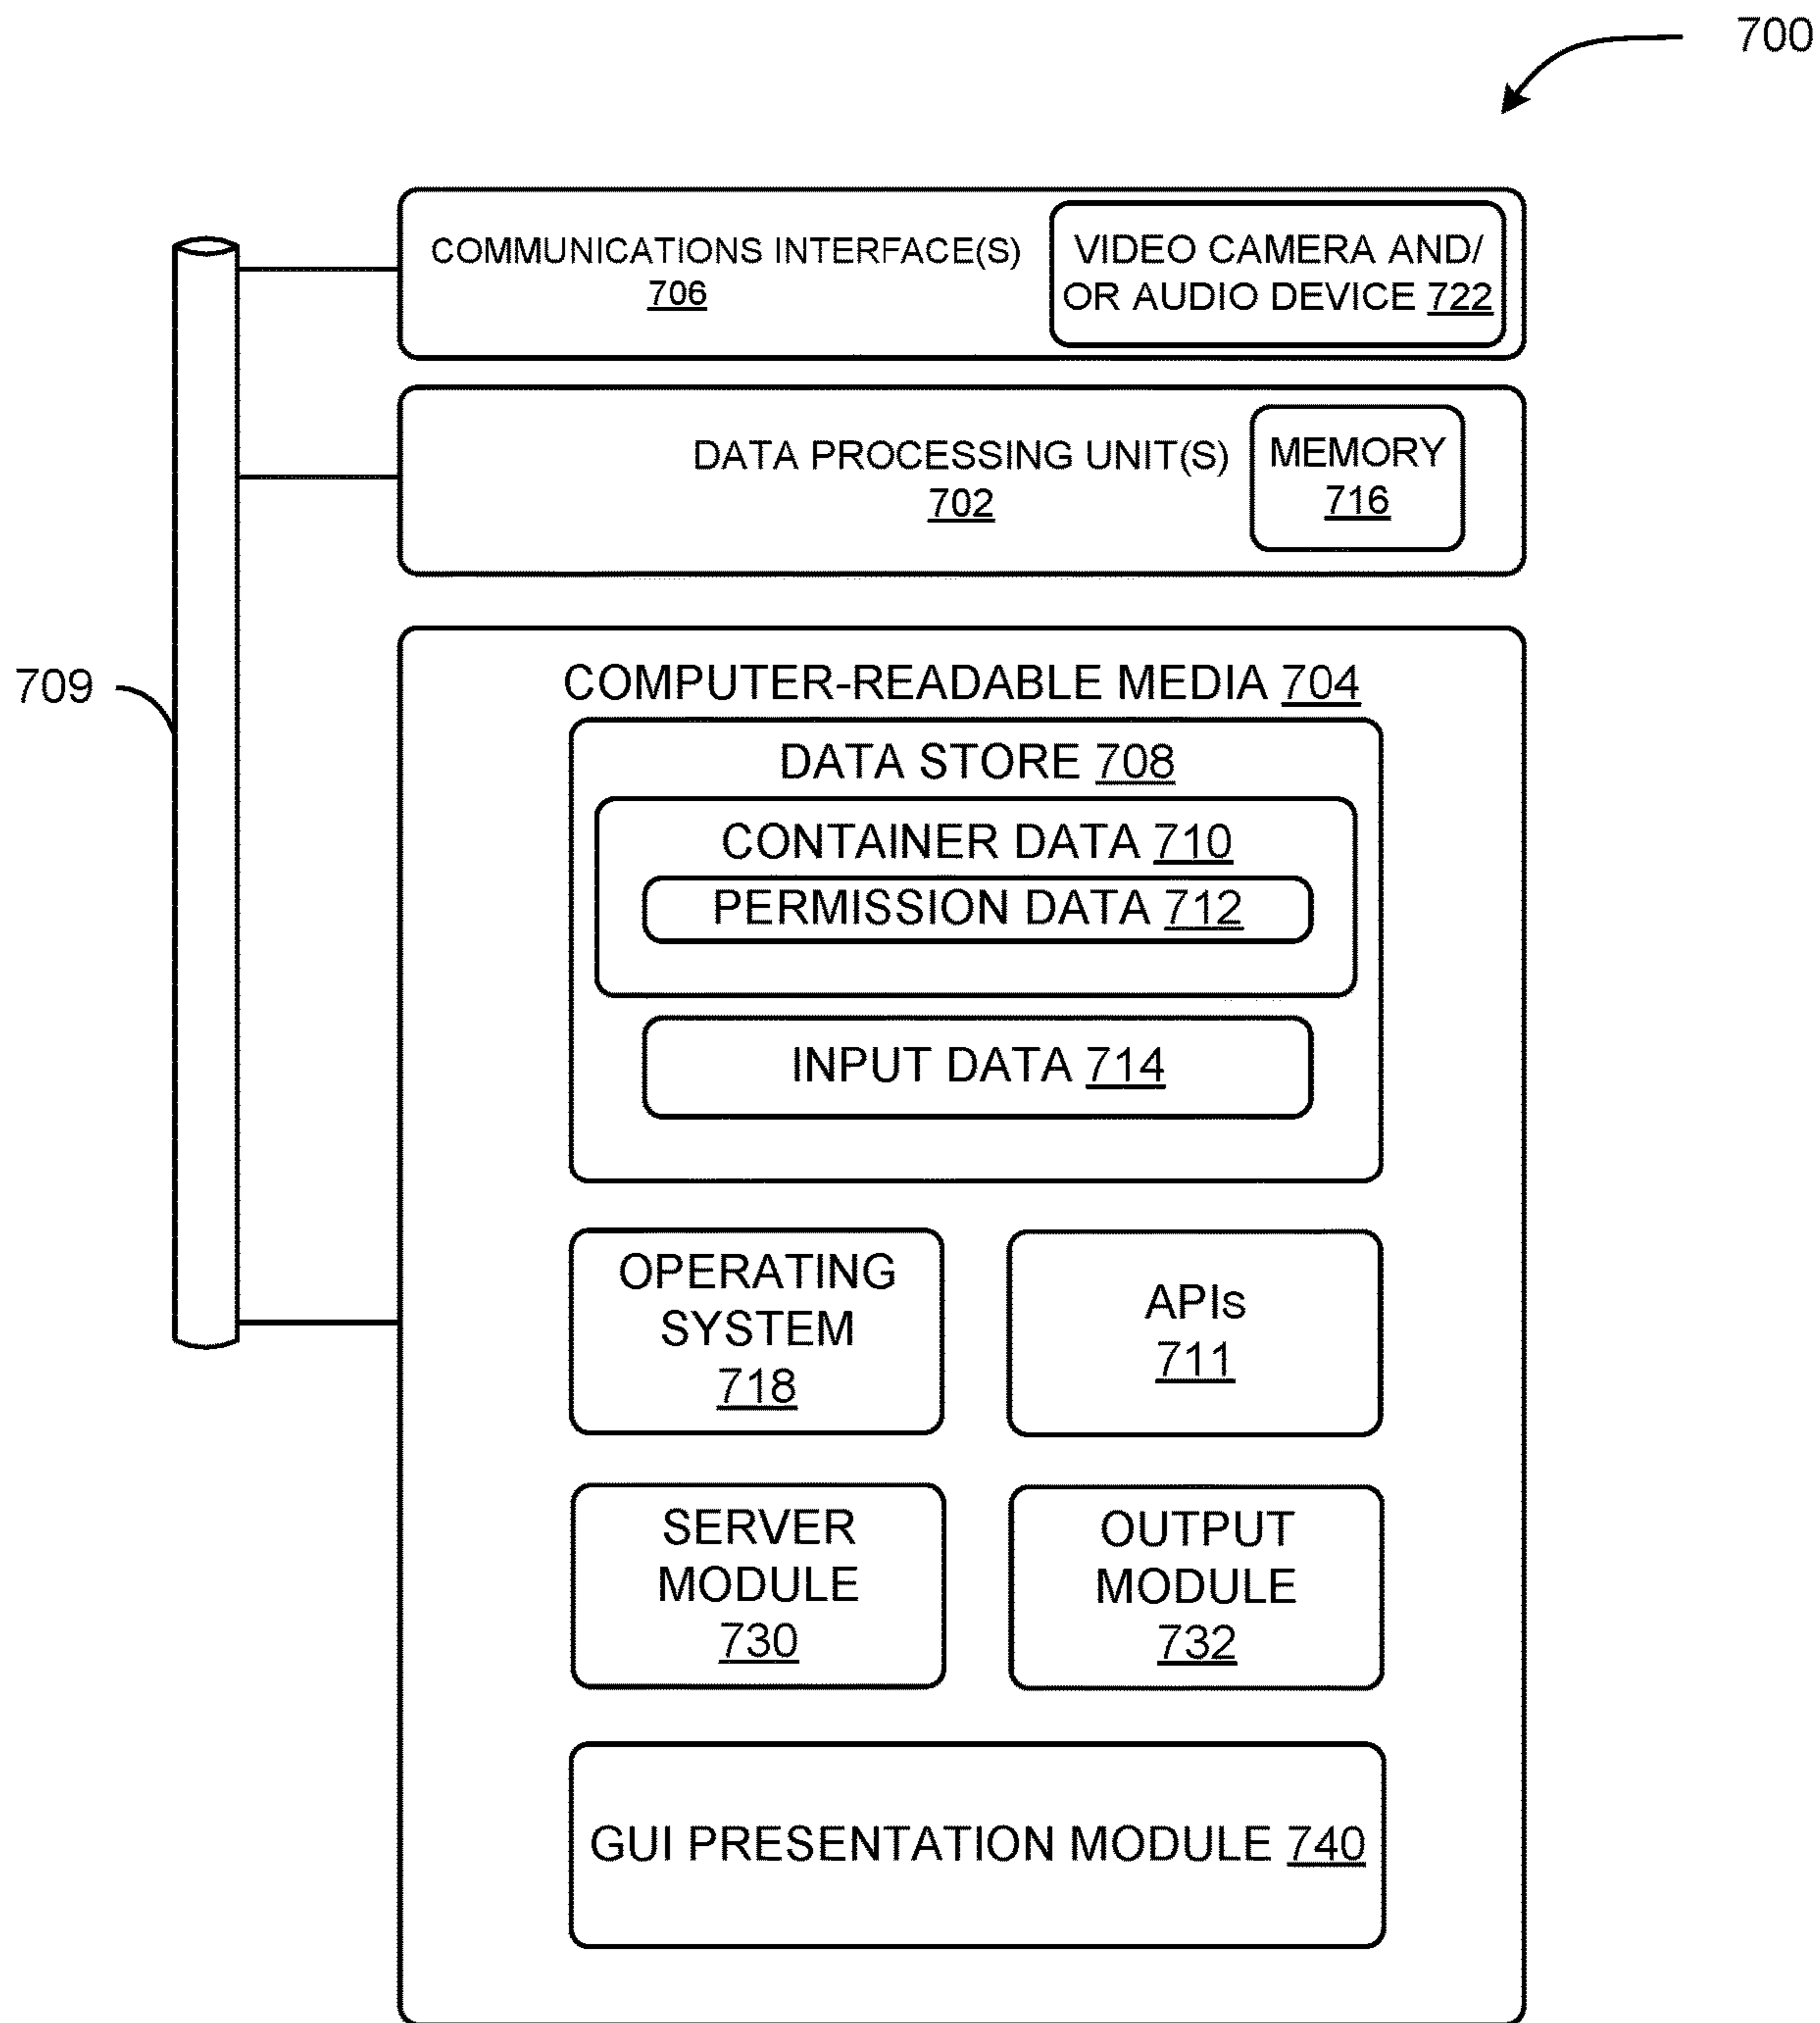 700
COMMUNICATIONS INTERFACE(S)
706
VIDEO CAMERA AND/
OR AUDIO DEVICE 722
DATA PROCESSING UNIT(S)
702
MEMORY
716
709
COMPUTER-READABLE MEDIA 704
DATA STORE 708
CONTAINER DATA 710
PERMISSION DATA 712
INPUT DATA 714
OPERATING
SYSTEM
718
APIs
711
SERVER
MODULE
730
OUTPUT
MODULE
732
GUI PRESENTATION MODULE 740